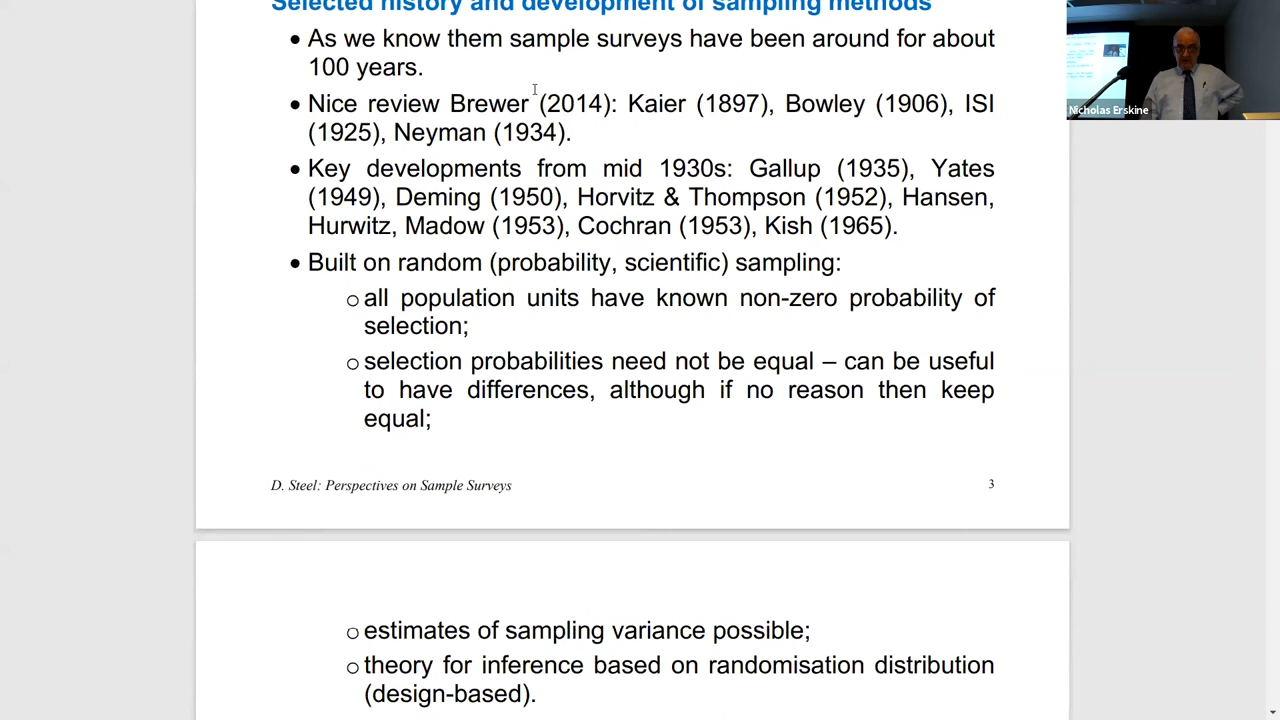 Selected history and development of sampling methods
• As we know them sample surveys have been around for about
100 years.
• Nice review Brewer (2014): Kaier (1897), Bowley (1906), ISI
(1925), Neyman (1934).
• Key developments from mid 1930s: Gallup (1935), Yates
(1949), Deming (1950), Horvitz & Thompson (1952), Hansen,
Hurwitz, Madow (1953), Cochran (1953), Kish (1965).
• Built on random (probability, scientific) sampling:
o all population units have known non-zero probability of
selection;
o selection probabilities need not be equal – can be useful
to have differences, although if no reason then keep
equal;
D. Steel: Perspectives on Sample Surveys 3
o estimates of sampling variance possible;
o theory for inference based on randomisation distribution
(design-based).
Nicholas Erskine